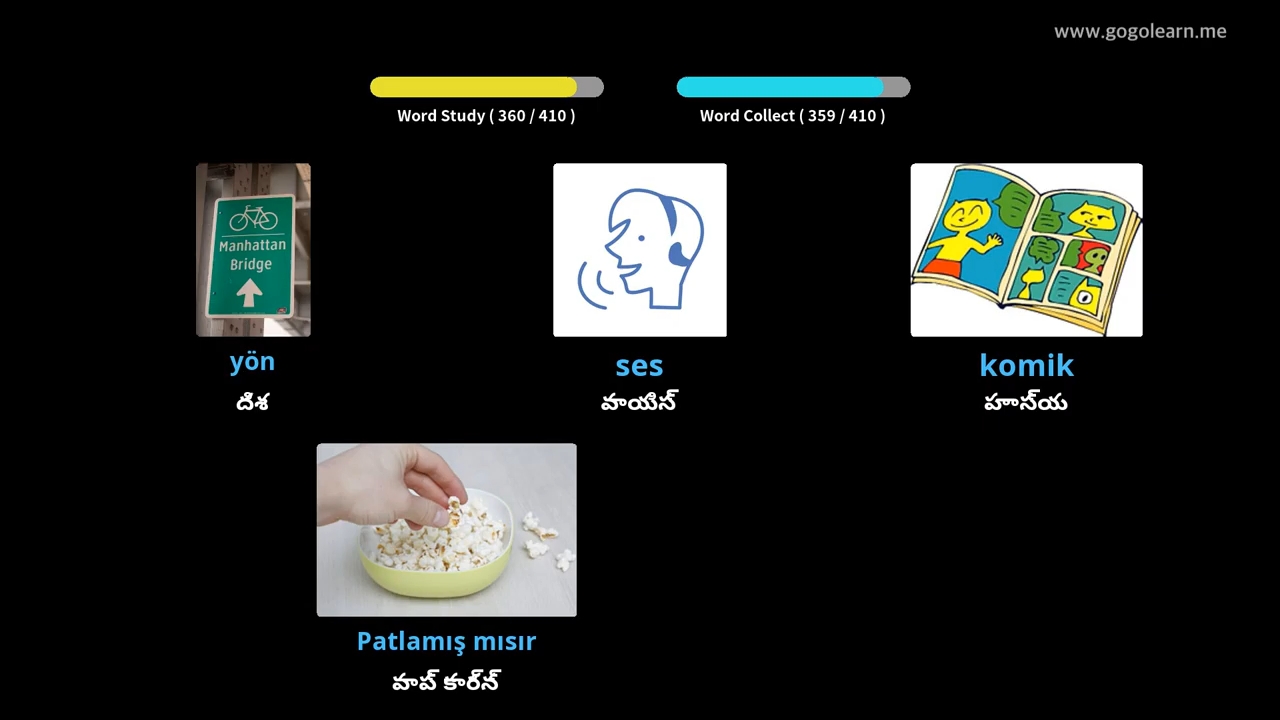 www.gogolearn.me
Word Study ( 360 / 410 )
Word Collect ( 359 / 410 )
Manhattan
Bridge
yön
ses
komik
దిశ
వాయిస్
హాస్య
Patlamış mısır
పాప్ కార్న్